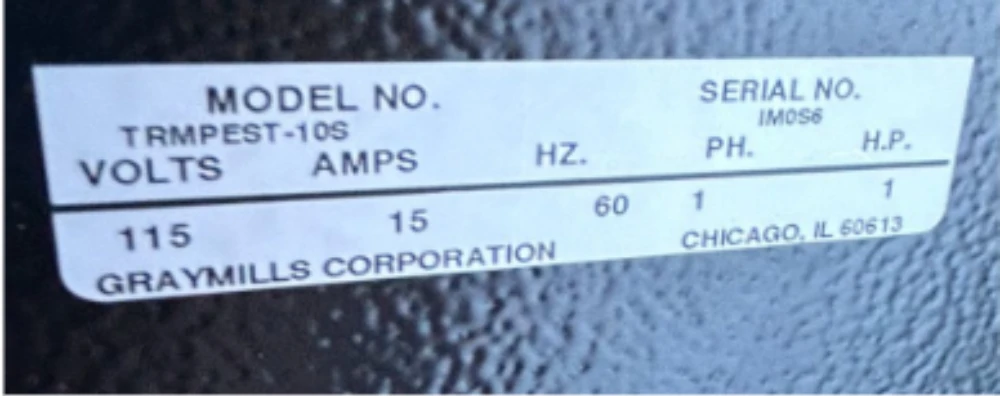 MODEL NO. SERIAL NO.
TRMPEST-10S IM0S6
VOLTS AMPS HZ. PH. H.P.
115 15 60 1 1
GRAYMILLS CORPORATION CHICAGO, IL 60613